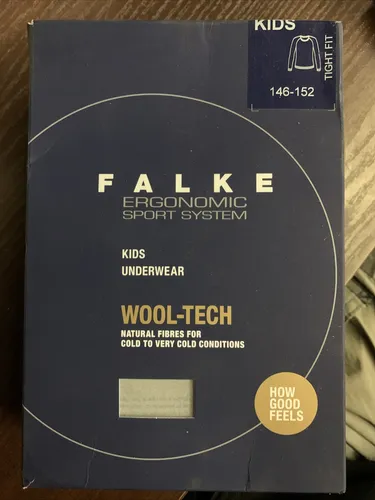 KIDS
TIGHT FIT
146-152
FALKE
ERGONOMIC
SPORT SYSTEM
KIDS
UNDERWEAR
WOOL-TECH
NATURAL FIBRES FOR
COLD TO VERY COLD CONDITIONS
HOW
GOOD
FEELS